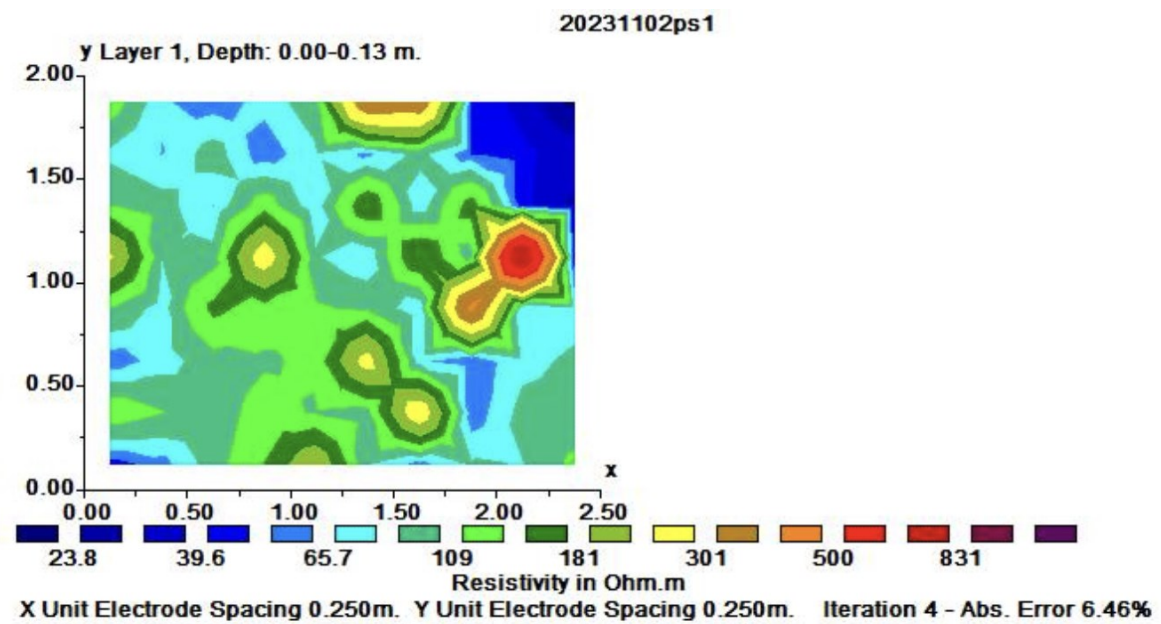 20231102ps1
y Layer 1, Depth: 0.00-0.13 m.
2.00
1.50
1.00
0.50
0.00
x
0.00 0.50 1.00 1.50 2.00 2.50
23.8 39.6 65.7 109 181 301 500 831
Resistivity in Ohm.m
X Unit Electrode Spacing 0.250m. Y Unit Electrode Spacing 0.250m. Iteration 4 - Abs. Error 6.46%